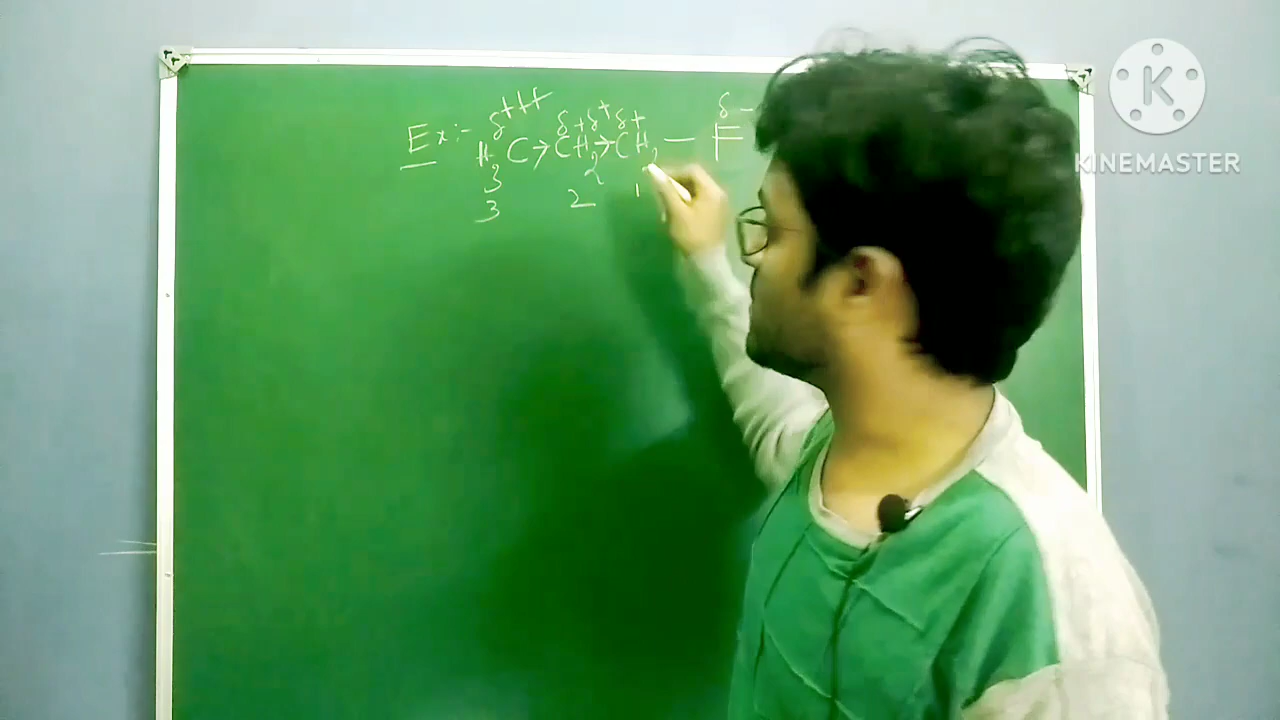 δ+++ δ+ δ+ δ+ δ-
Ex:- H3C → CH2 → CH2 — F
3 2 1
KINEMASTER